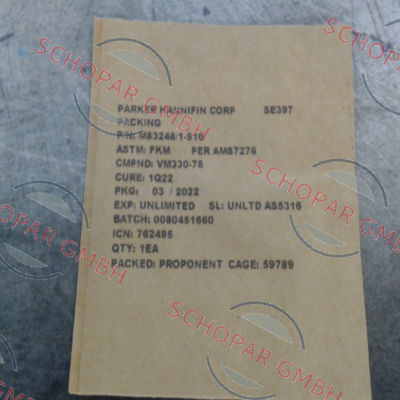 PARKER HANNIFIN CORP SE397
PACKING
P/N: M83248/1-910
ASTM: FKM PER AMS7276
CMPND: VM330-75
CURE: 1Q22
PKG: 03 / 2022
EXP: UNLIMITED SL: UNLTD AS5316
BATCH: 0080451660
ICN: 762495
QTY: 1EA
PACKED: PROPONENT CAGE: 59789
SCHOPAR GMBH
SCHOPAR GMBH
SCHOPAR GMBH